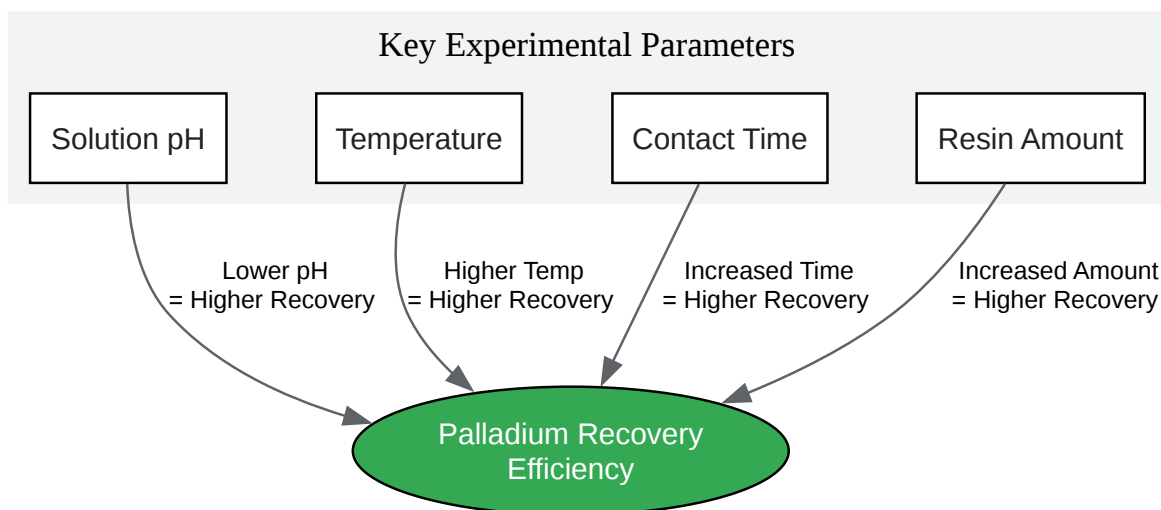 Key Experimental Parameters
Solution pH
Temperature
Contact Time
Resin Amount
Lower pH
= Higher Recovery
Higher Temp
= Higher Recovery
Increased Time
= Higher Recovery
Increased Amount
= Higher Recovery
Palladium Recovery
Efficiency